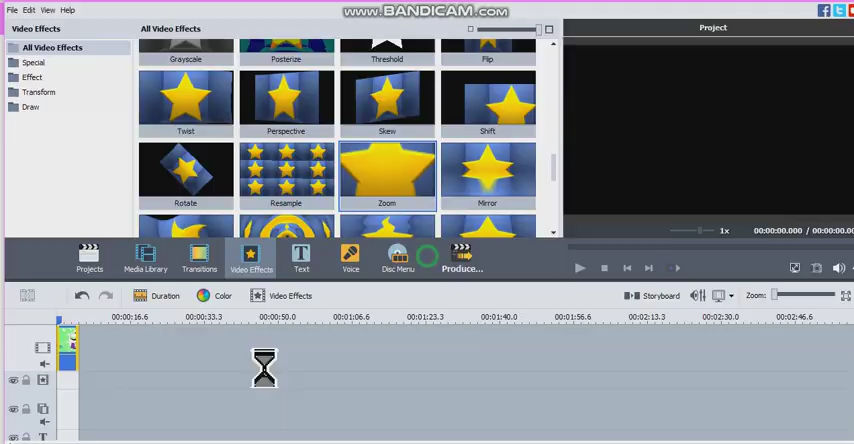 www.BANDICAM.com
File Edit View Help
Video Effects
All Video Effects
Project
All Video Effects
Special
Effect
Transform
Draw
Grayscale
Posterize
Threshold
Flip
Twist
Perspective
Skew
Shift
Rotate
Resample
Zoom
Mirror
1x
00:00:00.000 / 00:00:00.
Projects
Media Library
Transitions
Video Effects
Text
Voice
Disc Menu
Produce...
Duration
Color
Video Effects
Storyboard
Zoom:
00:00:16.6 00:00:33.3 00:00:50.0 00:01:06.6 00:01:23.3 00:01:40.0 00:01:56.6 00:02:13.3 00:02:30.0 00:02:46.6
T